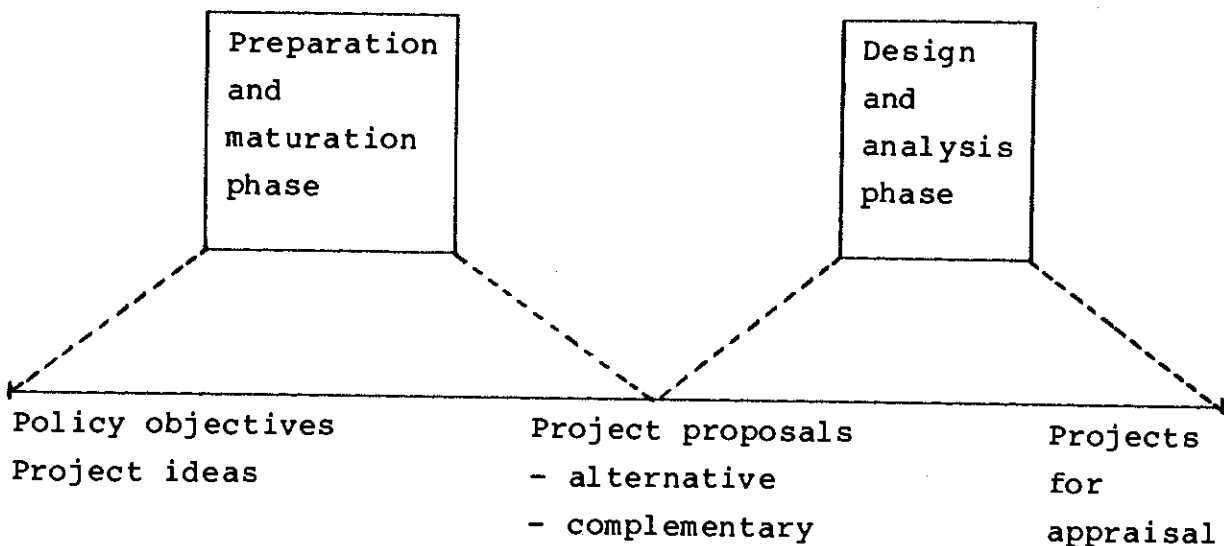 Preparation
and
maturation
phase
Design
and
analysis
phase
Policy objectives
Project ideas
Project proposals
- alternative
- complementary
Projects
for
appraisal